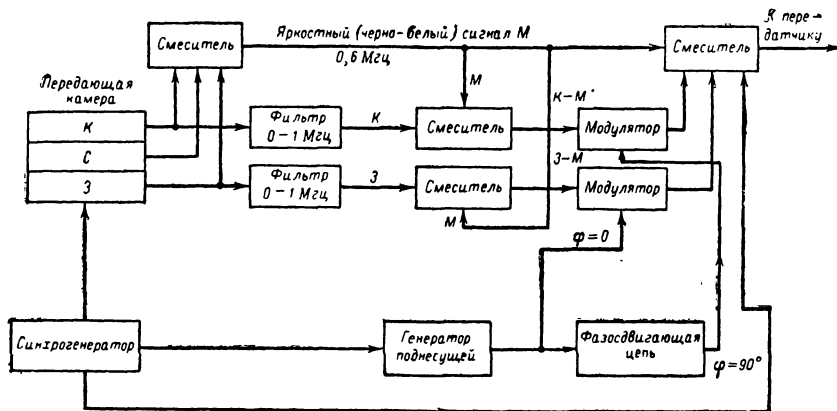 Яркостный (черно-белый) сигнал М
К пере-
датчику
Смеситель
0,6 Мгц
Смеситель
Передающая
камера
М
К-М
К
С
З
Фильтр
0-1 Мгц
К
Смеситель
Модулятор
З-М
Фильтр
0-1 Мгц
З
Смеситель
Модулятор
М
φ=0
Синхрогенератор
Генератор
поднесущей
Фазосдвигающая
цепь
φ=90°